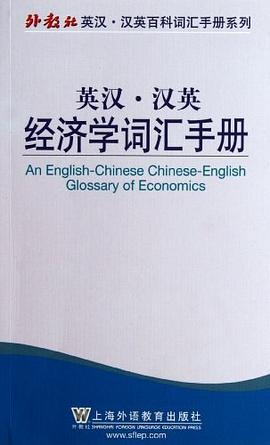 外教社 英汉·汉英百科词汇手册系列
英汉·汉英
经济学词汇手册
An English-Chinese Chinese-English
Glossary of Economics
外教社 上海外语教育出版社
SHANGHAI FOREIGN LANGUAGE EDUCATION PRESS
www.sflep.com